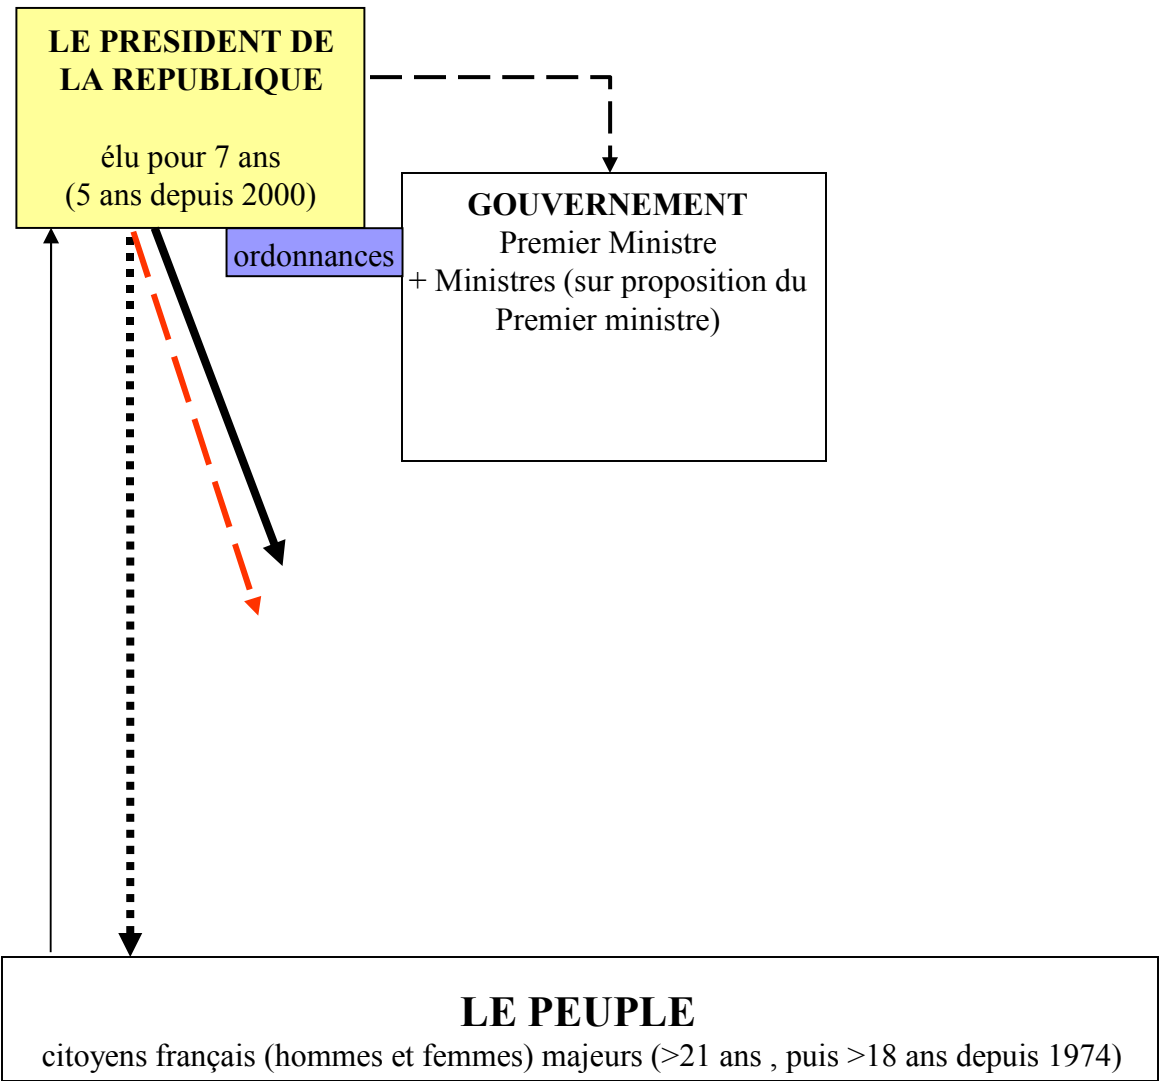 LE PRESIDENT DE
LA REPUBLIQUE
élu pour 7 ans
(5 ans depuis 2000)
GOUVERNEMENT
Premier Ministre
+ Ministres (sur proposition du
Premier ministre)
ordonnances
LE PEUPLE
citoyens français (hommes et femmes) majeurs (>21 ans , puis >18 ans depuis 1974)